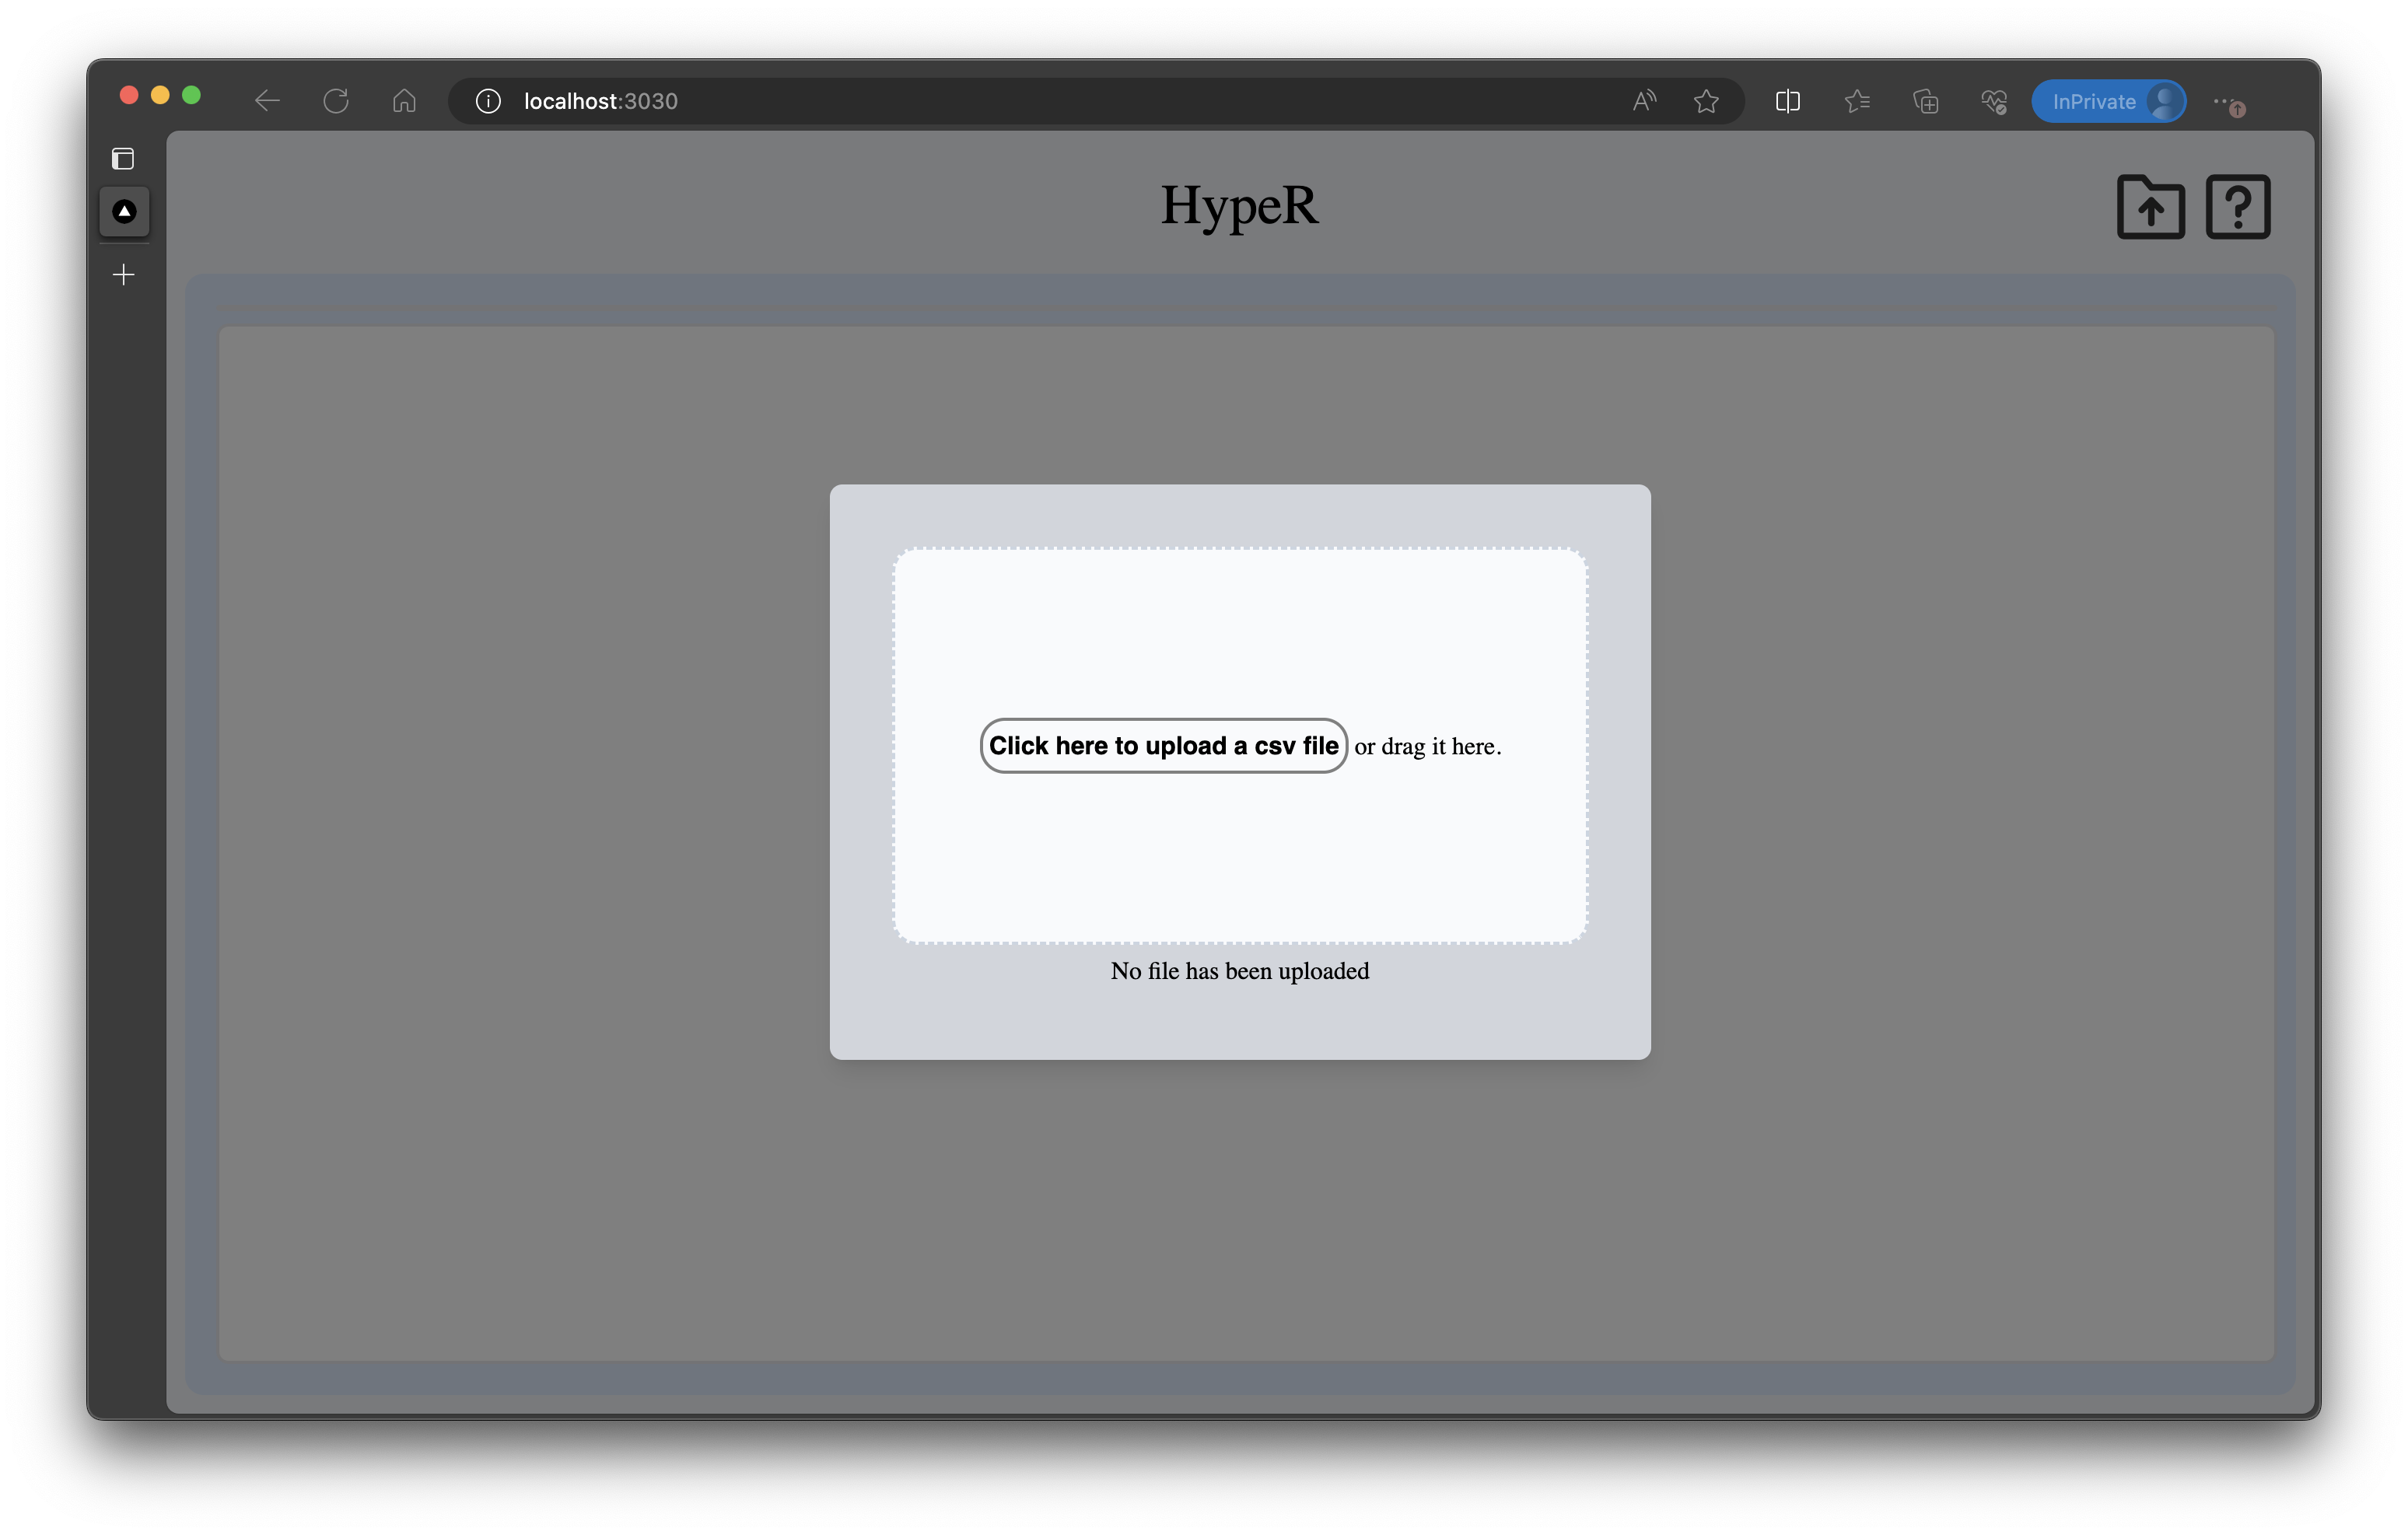 localhost:3030
InPrivate
HypeR
Click here to upload a csv file or drag it here.
No file has been uploaded